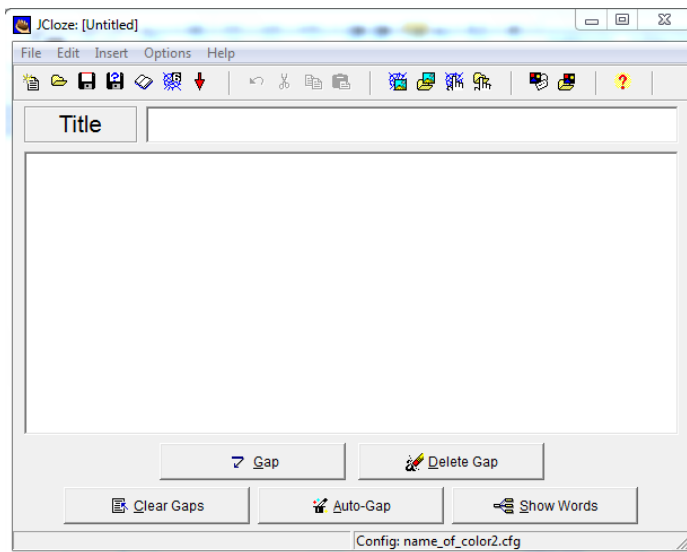 JCloze: [Untitled]
File Edit Insert Options Help
Title
Gap
Delete Gap
Clear Gaps
Auto-Gap
Show Words
Config: name_of_color2.cfg